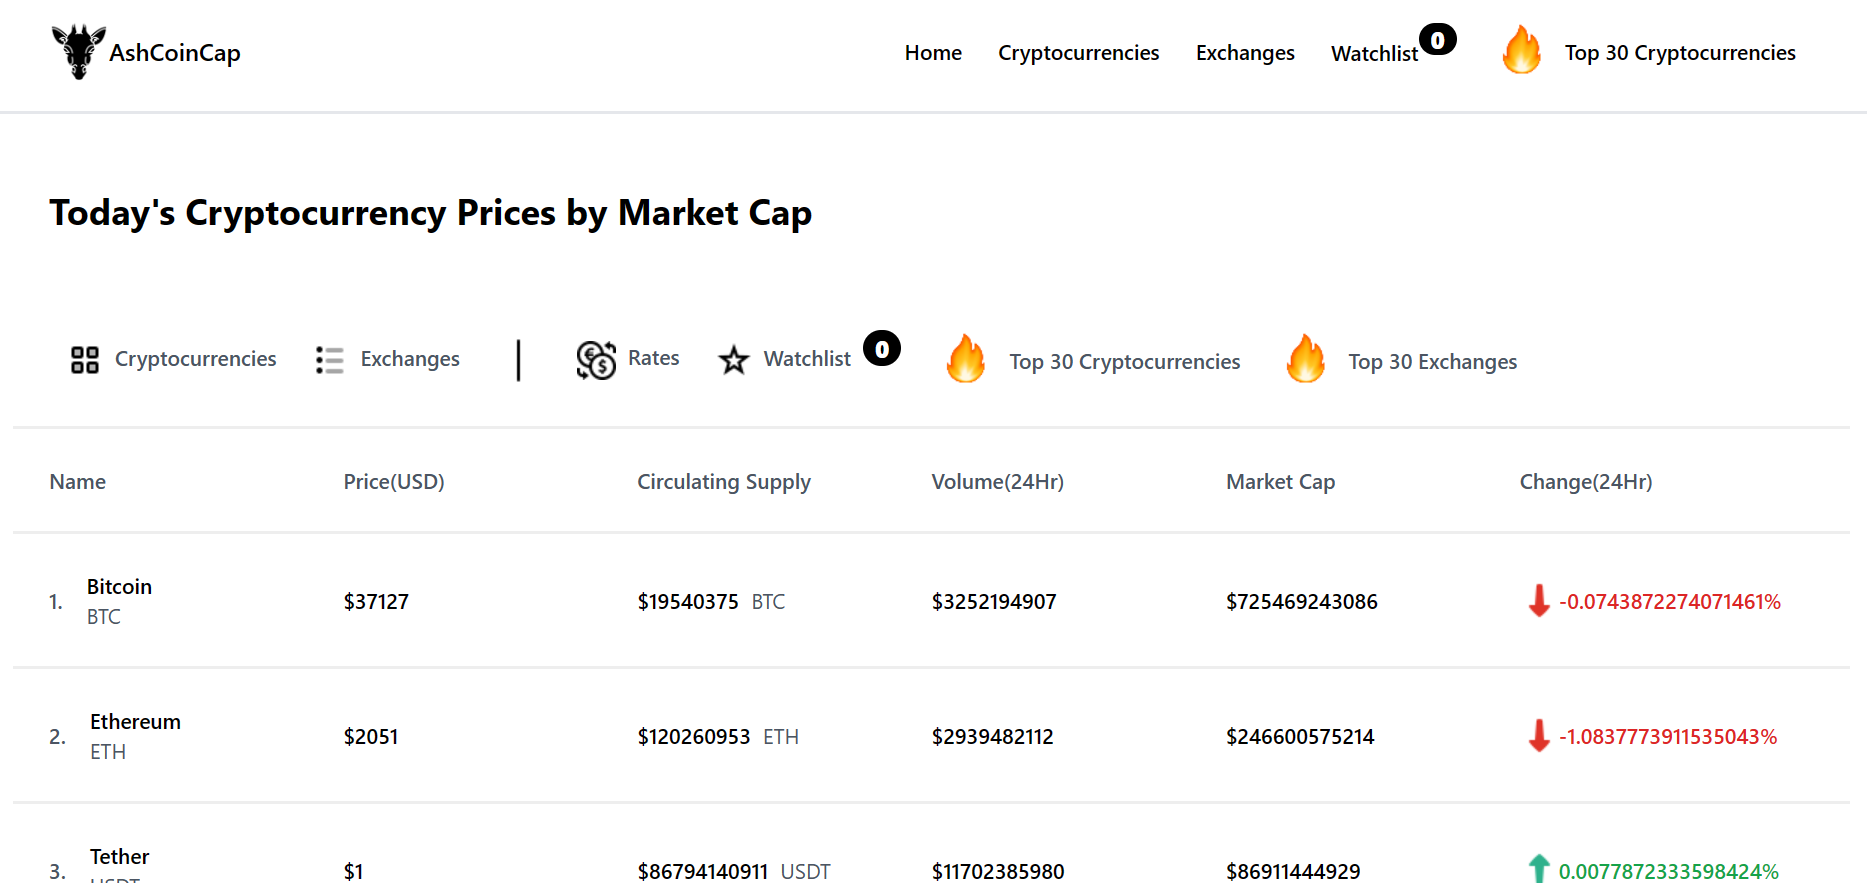 AshCoinCap Home Cryptocurrencies Exchanges Watchlist 0 Top 30 Cryptocurrencies
Today's Cryptocurrency Prices by Market Cap
Cryptocurrencies Exchanges Rates Watchlist 0 Top 30 Cryptocurrencies Top 30 Exchanges
Name Price(USD) Circulating Supply Volume(24Hr) Market Cap Change(24Hr)
1. Bitcoin BTC $37127 $19540375 BTC $3252194907 $725469243086 -0.0743872274071461%
2. Ethereum ETH $2051 $120260953 ETH $2939482112 $246600575214 -1.0837773911535043%
3. Tether USDT $1 $86794140911 USDT $11702385980 $86911444929 0.0077872333598424%